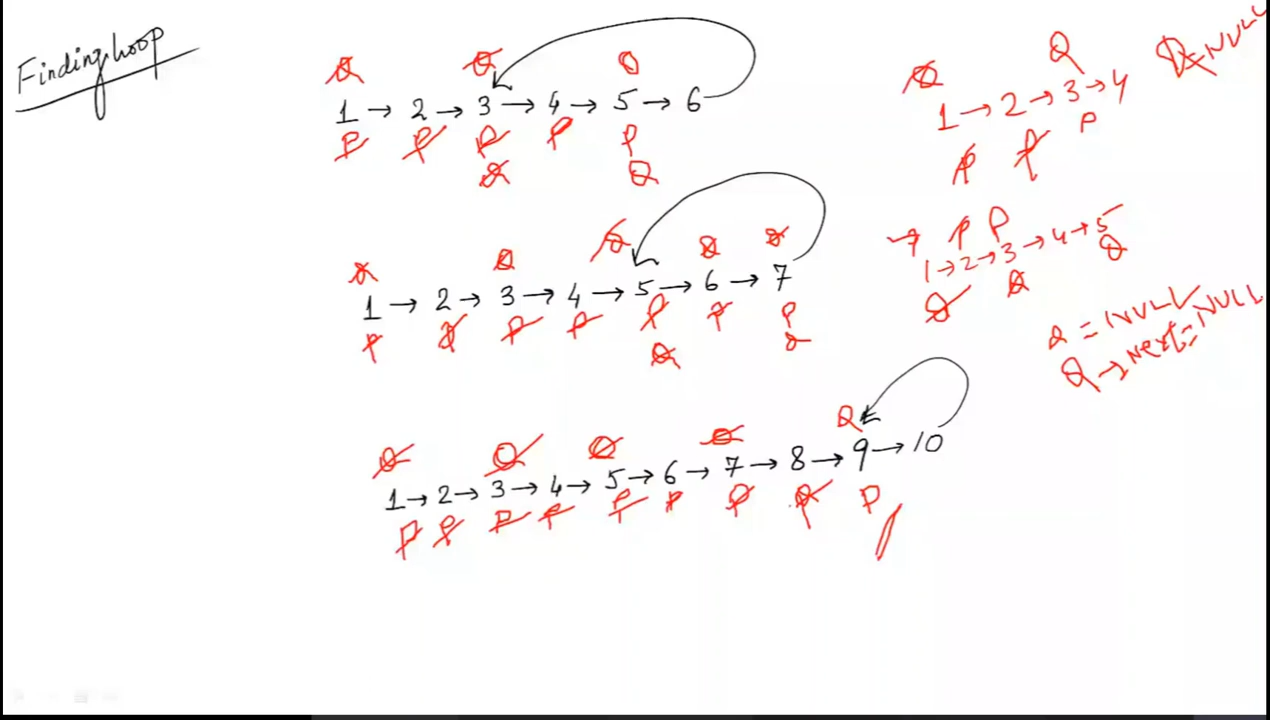 Finding Loop
Q Q Q
1 → 2 → 3 → 4 → 5 → 6
P P P P P
Q Q
Q Q Q Q Q
1 → 2 → 3 → 4 → 5 → 6 → 7
P P P P P P P
Q Q
Q Q Q Q Q
1 → 2 → 3 → 4 → 5 → 6 → 7 → 8 → 9 → 10
P P P P P P P P P
Q Q Q=NULL
1 → 2 → 3 → 4
P P P
→ P P
1 → 2 → 3 → 4 → 5
Q Q Q
Q = NULL
Q → Next = NULL